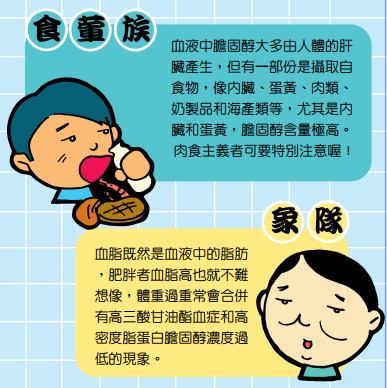 食葷族
血液中膽固醇大多由人體的肝
臟產生，但有一部份是攝取自
食物，像內臟、蛋黃、肉類、
奶製品和海產類等，尤其是內
臟和蛋黃，膽固醇含量極高。
肉食主義者可要特別注意喔！
象隊
血脂既然是血液中的脂肪
，肥胖者血脂高也就不難
想像，體重過重常會合併
有高三酸甘油酯血症和高
密度脂蛋白膽固醇濃度過
低的現象。